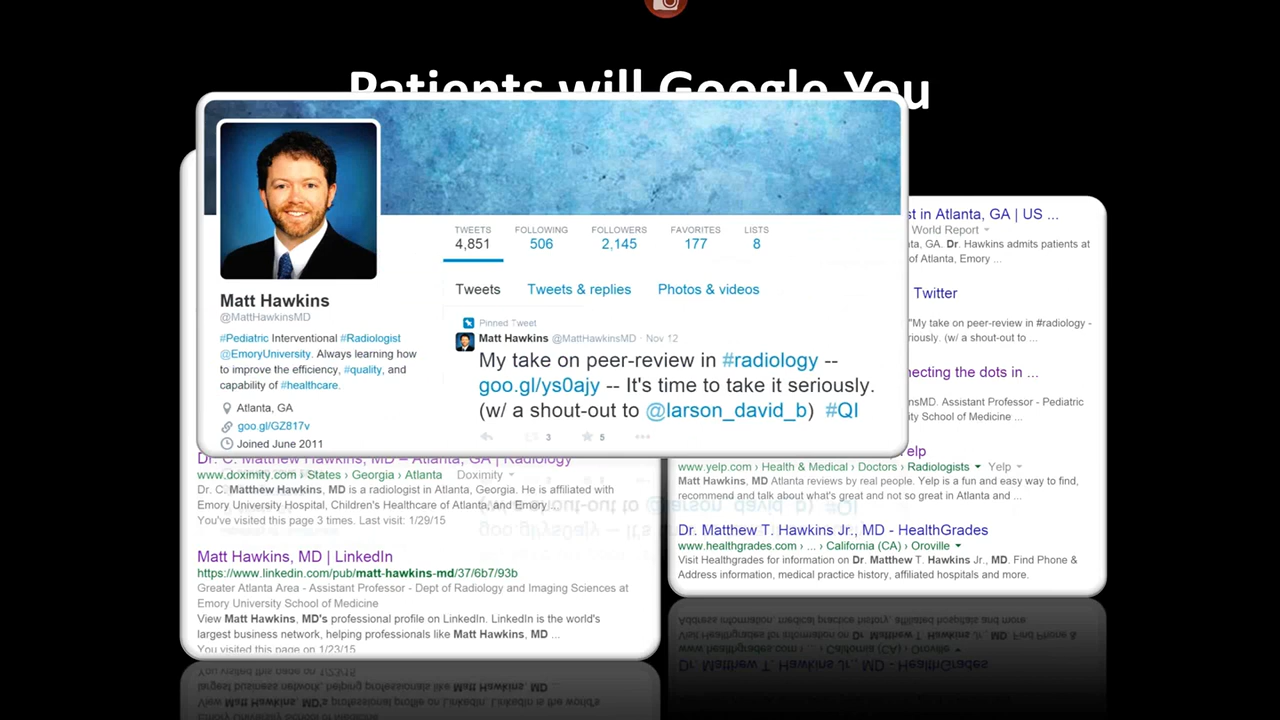 Patients will Google You
Matt Hawkins
@MattHawkinsMD
#Pediatric Interventional #Radiologist
@EmoryUniversity. Always learning how
to improve the efficiency, #quality, and
capability of #healthcare.
Atlanta, GA
goo.gl/GZ817v
Joined June 2011
TWEETS FOLLOWING FOLLOWERS FAVORITES LISTS
4,851 506 2,145 177 8
Tweets Tweets & replies Photos & videos
Pinned Tweet
Matt Hawkins @MattHawkinsMD · Nov 12
My take on peer-review in #radiology --
goo.gl/ys0ajy -- It's time to take it seriously.
(w/ a shout-out to @larson_david_b) #QI
3 5
Dr. C. Matthew Hawkins, MD – Atlanta, GA | Radiology
www.doximity.com › States › Georgia › Atlanta Doximity
Dr. C. Matthew Hawkins, MD is a radiologist in Atlanta, Georgia. He is affiliated with
Emory University Hospital, Children's Healthcare of Atlanta, and Emory...
You've visited this page 3 times. Last visit: 1/29/15
Matt Hawkins, MD | LinkedIn
https://www.linkedin.com/pub/matt-hawkins-md/37/6b7/93b
Greater Atlanta Area - Assistant Professor - Dept of Radiology and Imaging Sciences at
Emory University School of Medicine
View Matt Hawkins, MD's professional profile on LinkedIn. LinkedIn is the world's
largest business network, helping professionals like Matt Hawkins, MD ...
You visited this page on 1/23/15
st in Atlanta, GA | US ...
World Report
ta, GA. Dr. Hawkins admits patients at
of Atlanta, Emory ...
Twitter
"My take on peer-review in #radiology -
riously. (w/ a shout-out to ...
necting the dots in ...
nsMD. Assistant Professor - Pediatric
ity School of Medicine ...
elp
www.yelp.com › Health & Medical › Doctors › Radiologists Yelp
Matt Hawkins, MD Atlanta reviews by real people. Yelp is a fun and easy way to find,
recommend and talk about what's great and not so great in Atlanta and ...
Dr. Matthew T. Hawkins Jr., MD - HealthGrades
www.healthgrades.com › ... › California (CA) › Oroville
Visit Healthgrades for information on Dr. Matthew T. Hawkins Jr., MD. Find Phone &
Address information, medical practice history, affiliated hospitals and more.